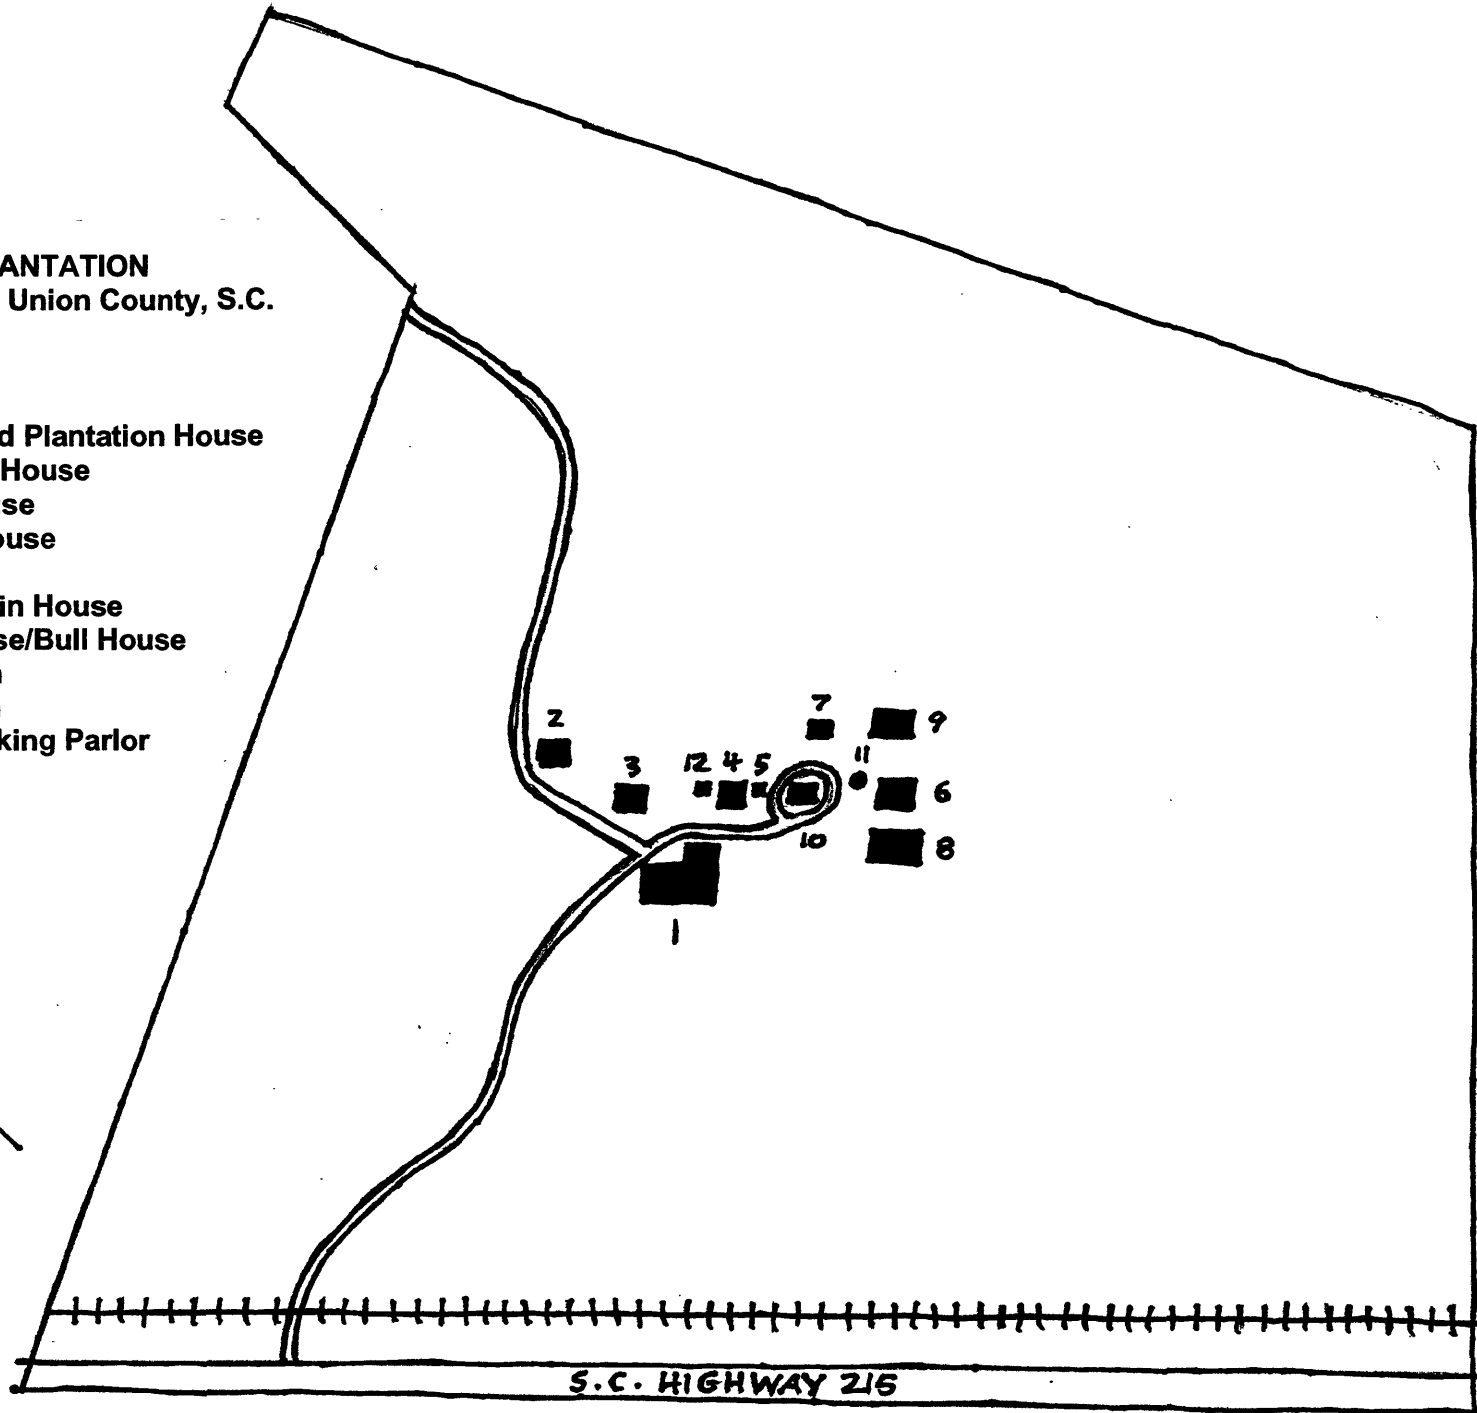 ANTATION
Union County, S.C.
d Plantation House
House
se
ouse
in House
se/Bull House
king Parlor
2
3
12 4 5
7
9
11
6
10
8
1
S.C. HIGHWAY 215